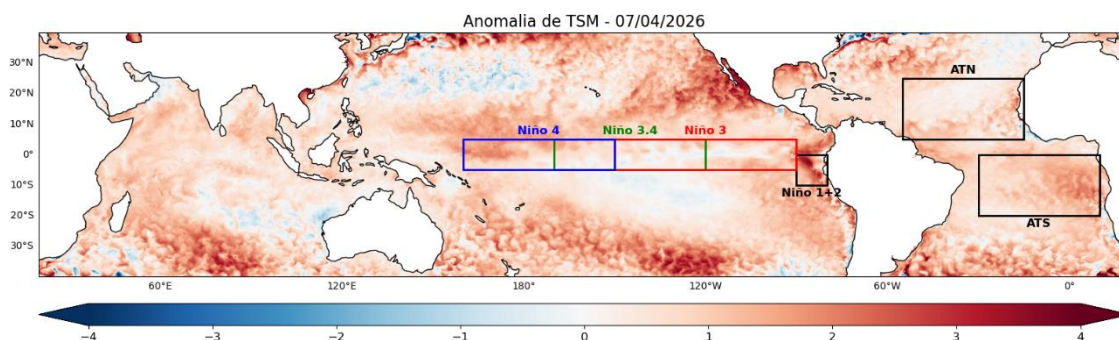 Anomalia de TSM - 07/04/2026
30°N
20°N
10°N
0°
10°S
20°S
30°S
ATN
Niño 4
Niño 3.4
Niño 3
Niño 1+2
ATS
60°E
120°E
180°
120°W
60°W
0°
−4
−3
−2
−1
0
1
2
3
4